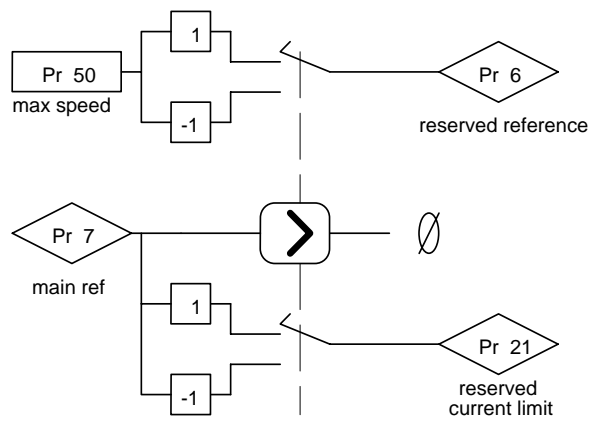 1
Pr 50
Pr 6
max speed
-1
reserved reference
Pr 7
>
Ø
main ref
1
Pr 21
-1
reserved
current limit